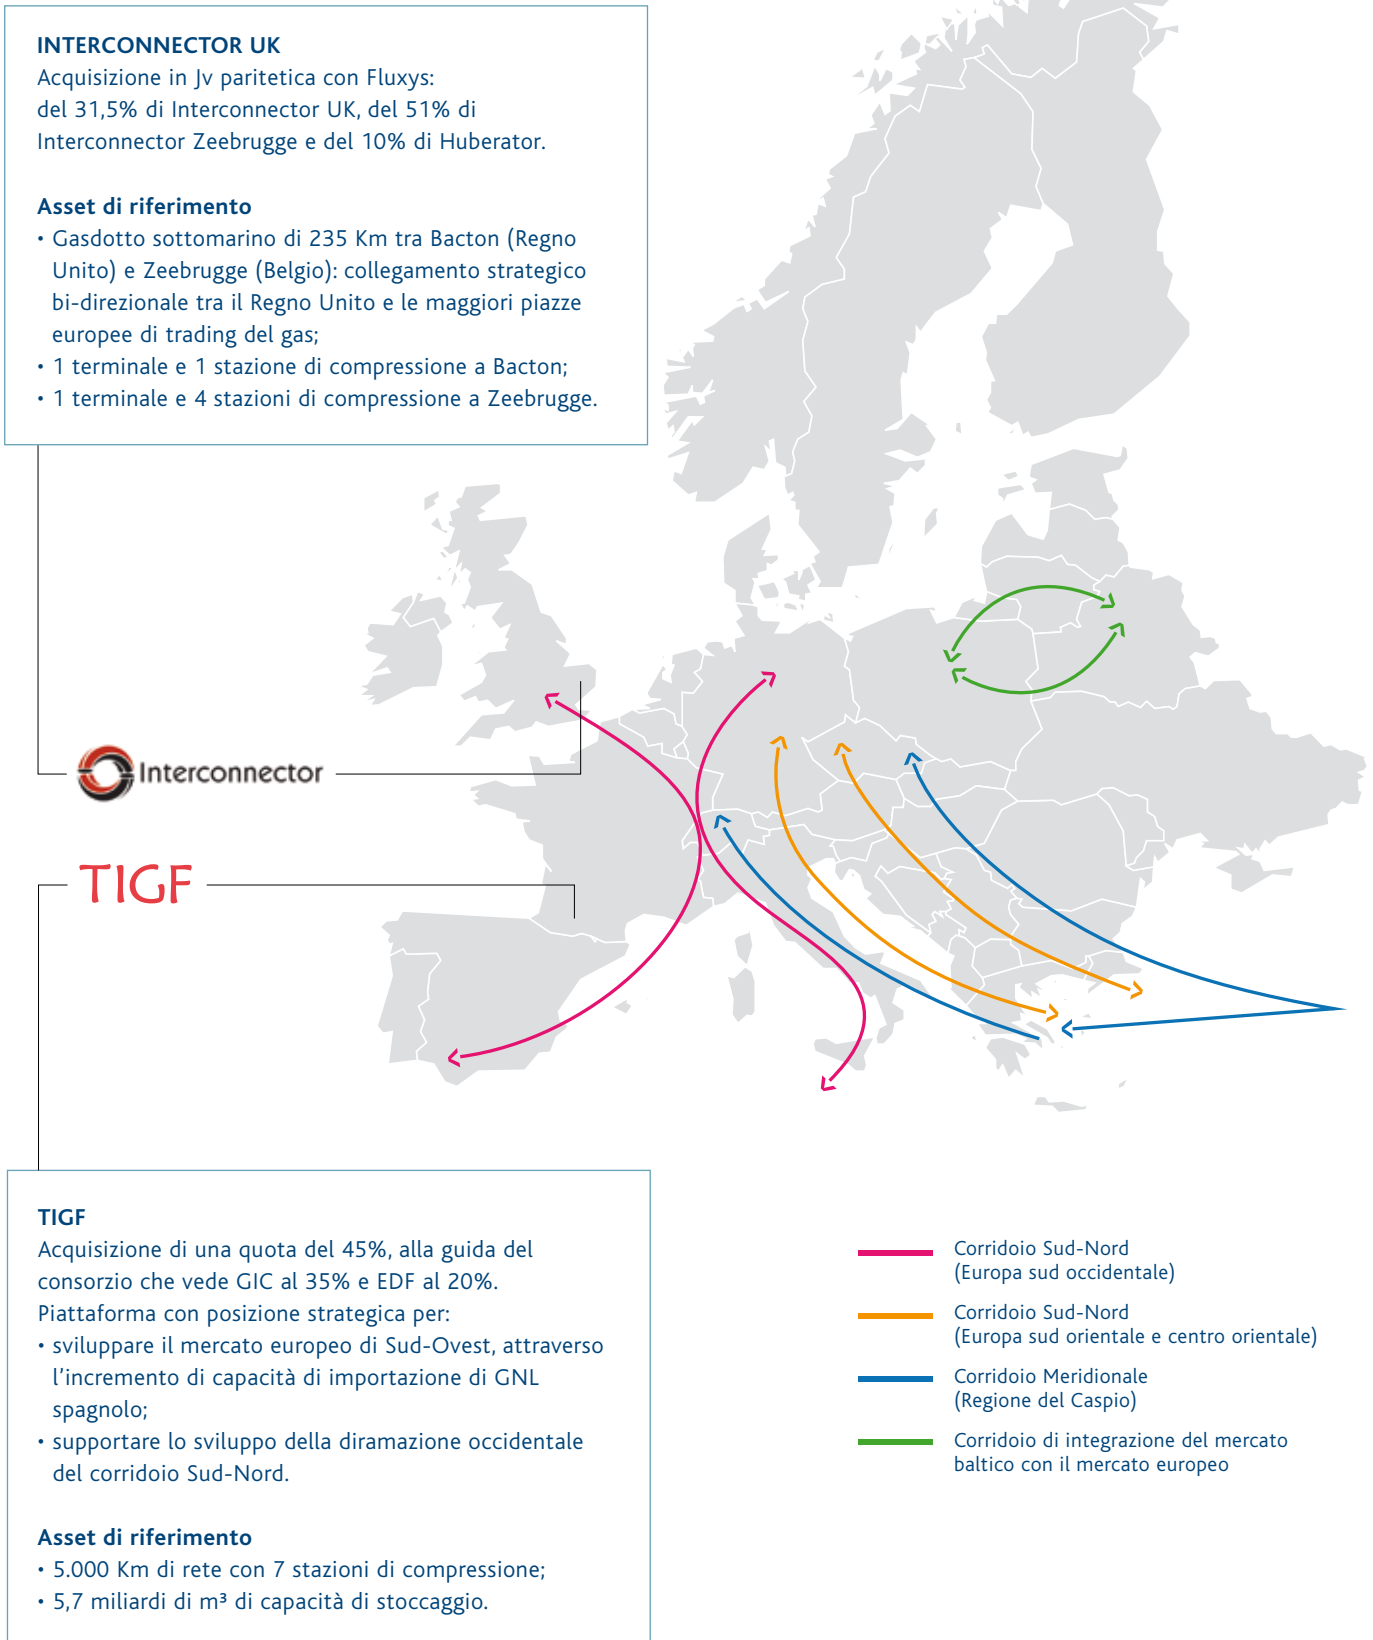 INTERCONNECTOR UK
Acquisizione in Jv paritetica con Fluxys:
del 31,5% di Interconnector UK, del 51% di
Interconnector Zeebrugge e del 10% di Huberator.
Asset di riferimento
• Gasdotto sottomarino di 235 Km tra Bacton (Regno
Unito) e Zeebrugge (Belgio): collegamento strategico
bi-direzionale tra il Regno Unito e le maggiori piazze
europee di trading del gas;
• 1 terminale e 1 stazione di compressione a Bacton;
• 1 terminale e 4 stazioni di compressione a Zeebrugge.
Interconnector
TIGF
TIGF
Acquisizione di una quota del 45%, alla guida del
consorzio che vede GIC al 35% e EDF al 20%.
Piattaforma con posizione strategica per:
• sviluppare il mercato europeo di Sud-Ovest, attraverso
l'incremento di capacità di importazione di GNL
spagnolo;
• supportare lo sviluppo della diramazione occidentale
del corridoio Sud-Nord.
Asset di riferimento
• 5.000 Km di rete con 7 stazioni di compressione;
• 5,7 miliardi di m³ di capacità di stoccaggio.
Corridoio Sud-Nord
(Europa sud occidentale)
Corridoio Sud-Nord
(Europa sud orientale e centro orientale)
Corridoio Meridionale
(Regione del Caspio)
Corridoio di integrazione del mercato
baltico con il mercato europeo